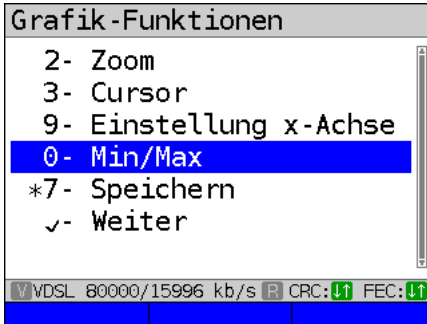 Grafik-Funktionen
2- Zoom
3- Cursor
9- Einstellung x-Achse
0- Min/Max
*7- Speichern
✓- Weiter
V VDSL 80000/15996 kb/s R CRC:↓↑ FEC:↓↑